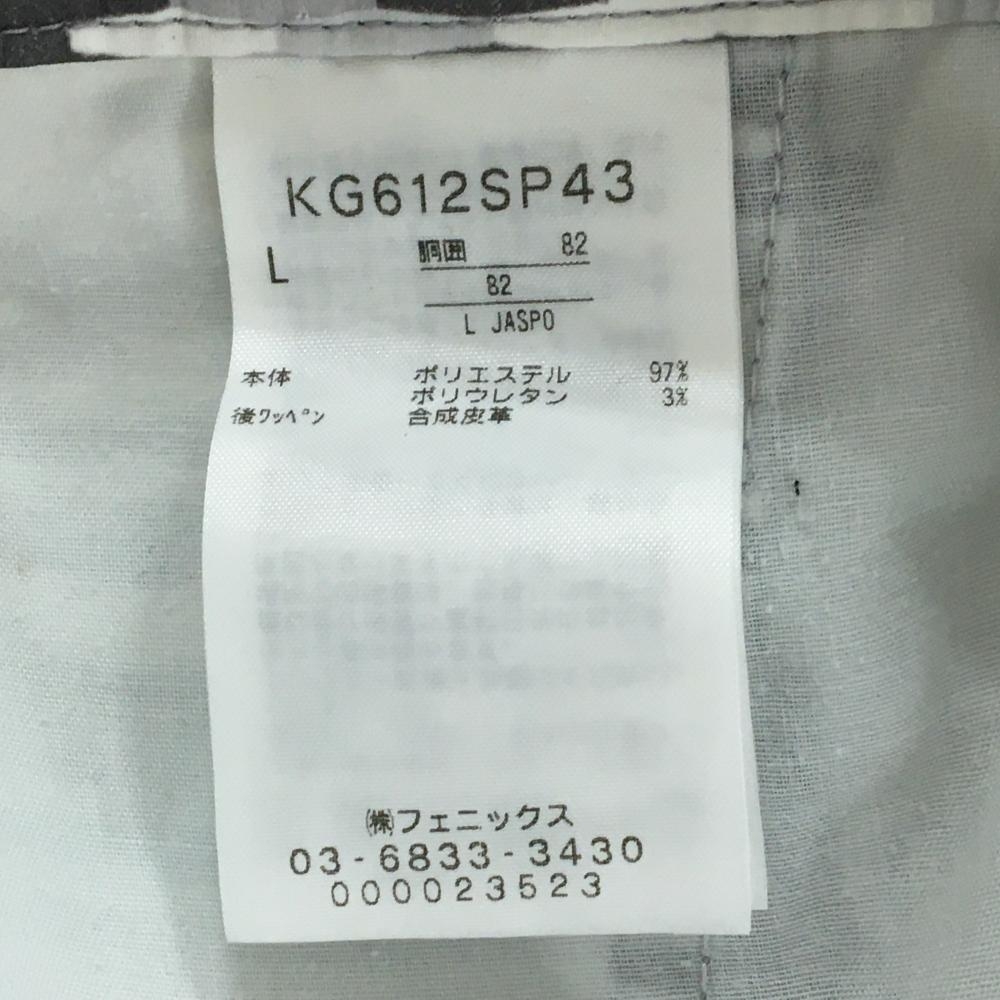 KG612SP43
L 胴囲 82
82
L JASPO
本体 ポリエステル 97%
ポリウレタン 3%
後ワッペン 合成皮革
㈱フェニックス
03-6833-3430
000023523